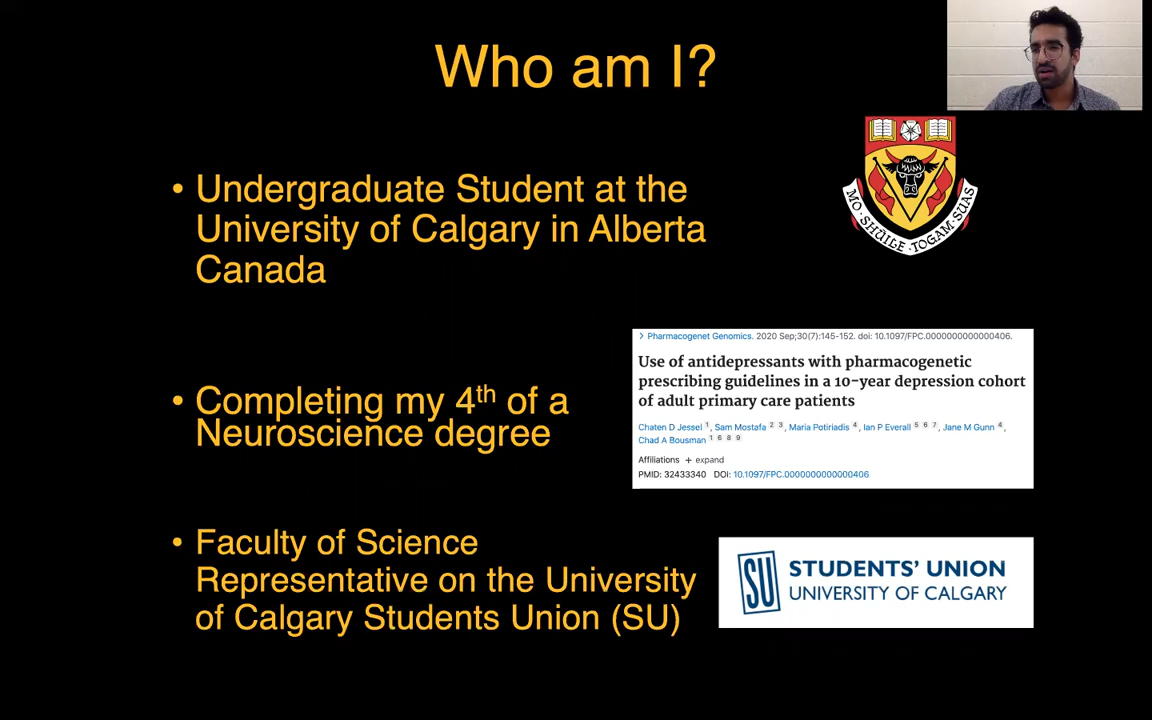 Who am I?
• Undergraduate Student at the
University of Calgary in Alberta
Canada
MO · SHÙILE · TOGAM · SUAS
• Completing my 4th of a
Neuroscience degree
> Pharmacogenet Genomics. 2020 Sep;30(7):145-152. doi: 10.1097/FPC.0000000000000406.
Use of antidepressants with pharmacogenetic
prescribing guidelines in a 10-year depression cohort
of adult primary care patients
Chaten D Jessel 1, Sam Mostafa 2 3, Maria Potiriadis 4, Ian P Everall 5 6 7, Jane M Gunn 4,
Chad A Bousman 1 6 8 9
Affiliations + expand
PMID: 32433340 DOI: 10.1097/FPC.0000000000000406
• Faculty of Science
Representative on the University
of Calgary Students Union (SU)
SU
STUDENTS' UNION
UNIVERSITY OF CALGARY